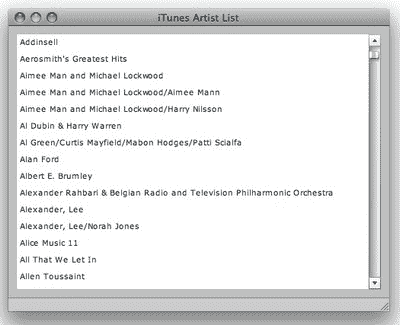 iTunes Artist List
Addinsell
Aerosmith's Greatest Hits
Aimee Man and Michael Lockwood
Aimee Man and Michael Lockwood/Aimee Mann
Aimee Man and Michael Lockwood/Harry Nilsson
Al Dubin & Harry Warren
Al Green/Curtis Mayfield/Mabon Hodges/Patti Scialfa
Alan Ford
Albert E. Brumley
Alexander Rahbari & Belgian Radio and Television Philharmonic Orchestra
Alexander, Lee
Alexander, Lee/Norah Jones
Alice Music 11
All That We Let In
Allen Toussaint